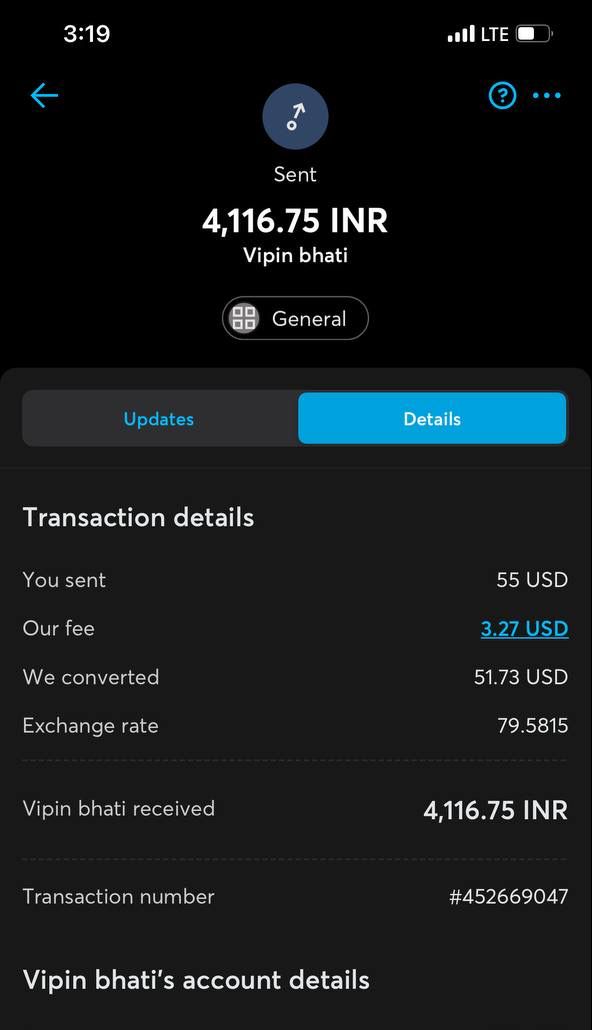 3:19 LTE
Sent
4,116.75 INR
Vipin bhati
General
Updates Details
Transaction details
You sent 55 USD
Our fee 3.27 USD
We converted 51.73 USD
Exchange rate 79.5815
Vipin bhati received 4,116.75 INR
Transaction number #452669047
Vipin bhati's account details